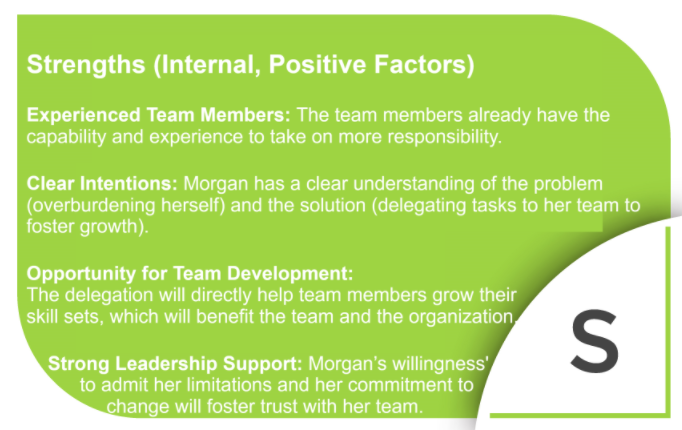 Strengths (Internal, Positive Factors)
Experienced Team Members: The team members already have the
capability and experience to take on more responsibility.
Clear Intentions: Morgan has a clear understanding of the problem
(overburdening herself) and the solution (delegating tasks to her team to
foster growth).
Opportunity for Team Development:
The delegation will directly help team members grow their
skill sets, which will benefit the team and the organization.
Strong Leadership Support: Morgan's willingness'
to admit her limitations and her commitment to
change will foster trust with her team.
S